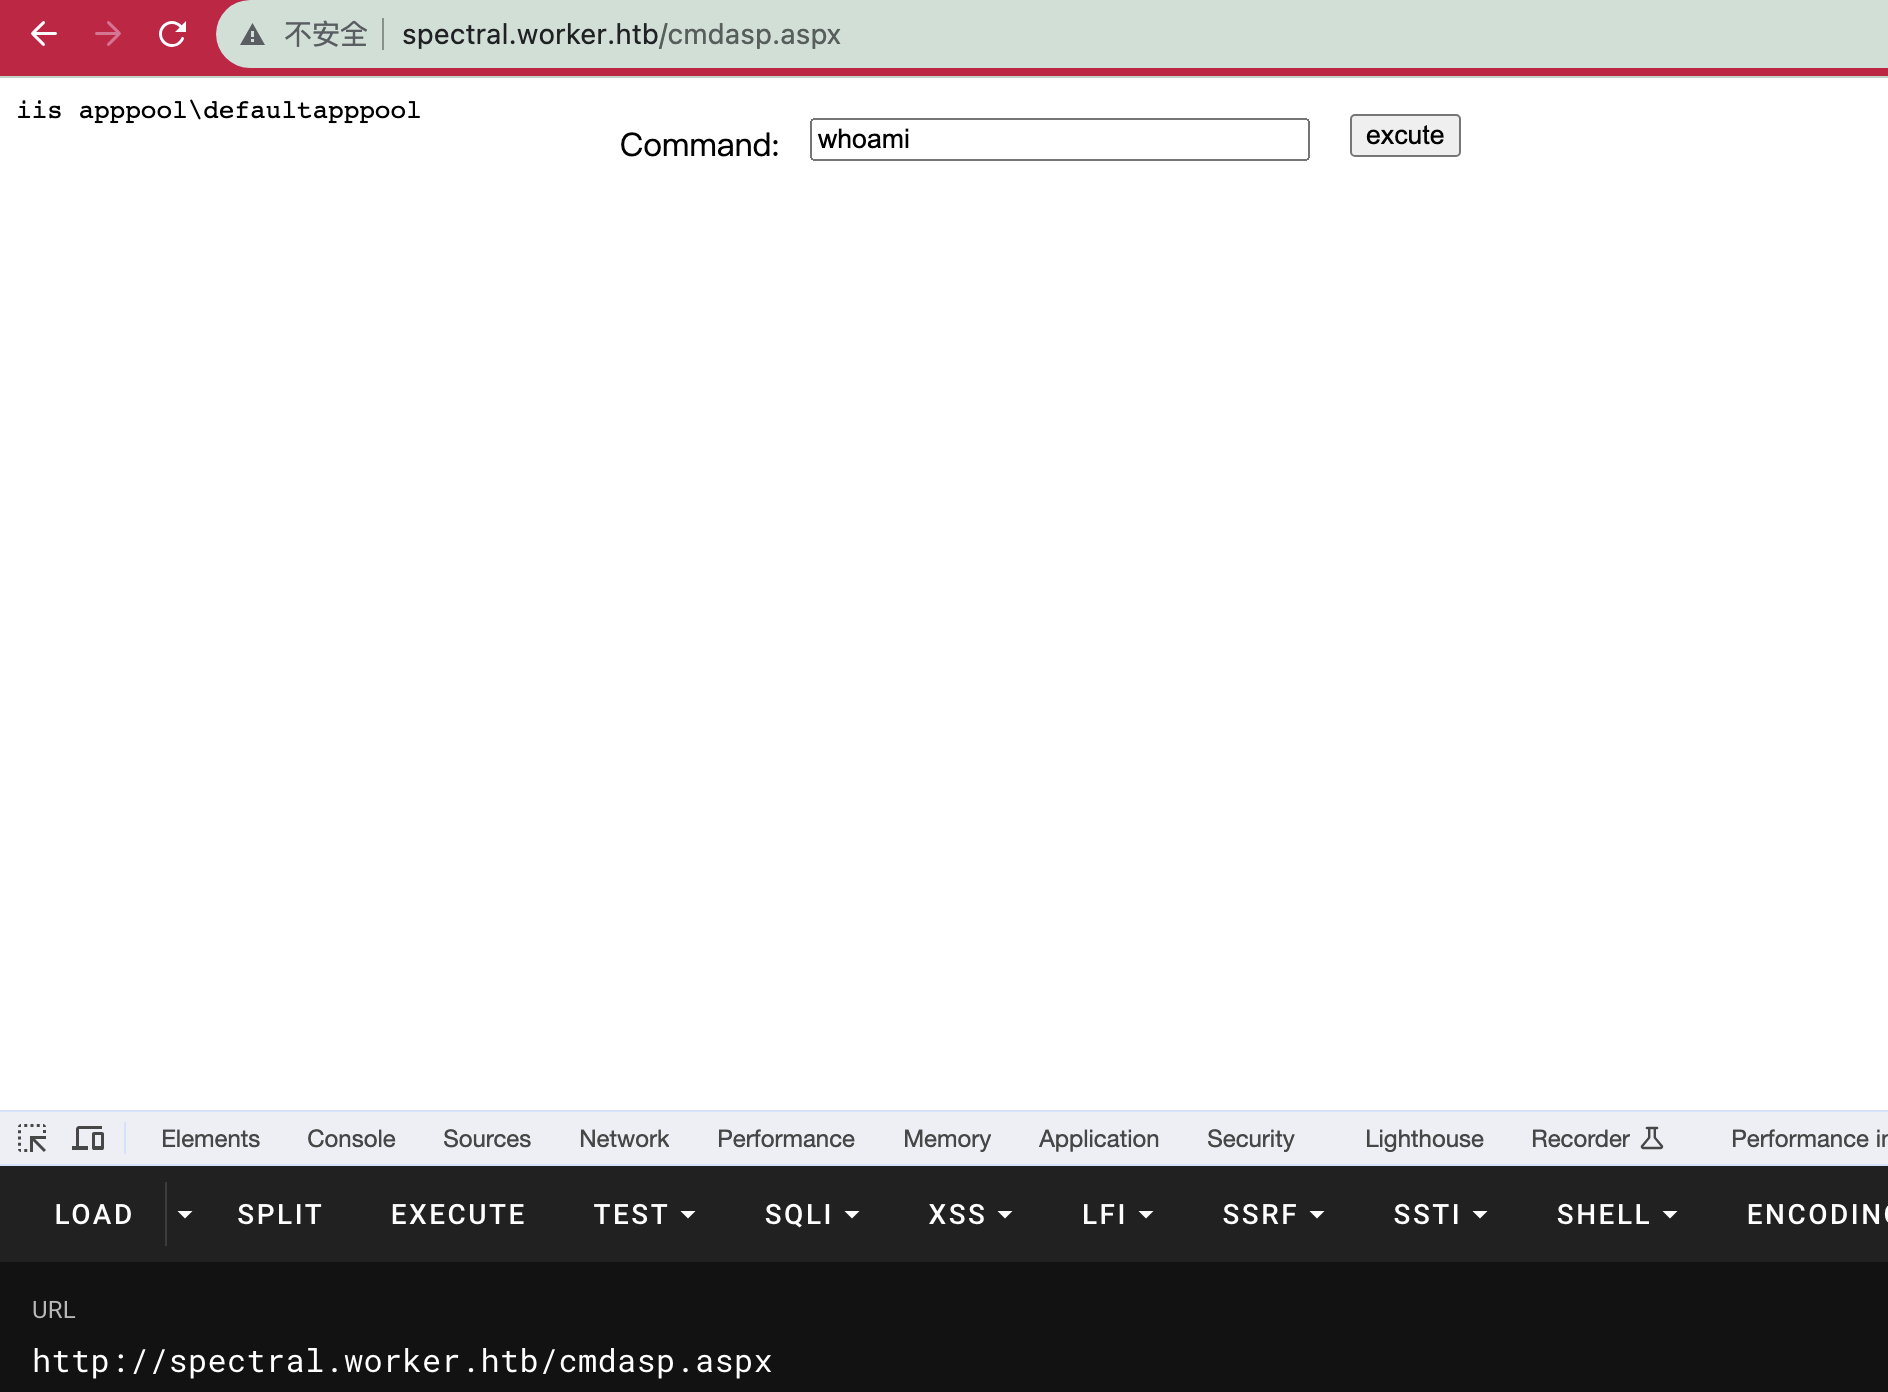 不安全 spectral.worker.htb/cmdasp.aspx
iis apppool\defaultapppool
Command: whoami excute
Elements Console Sources Network Performance Memory Application Security Lighthouse Recorder Performance in
LOAD SPLIT EXECUTE TEST SQLI XSS LFI SSRF SSTI SHELL ENCODING
URL
http://spectral.worker.htb/cmdasp.aspx